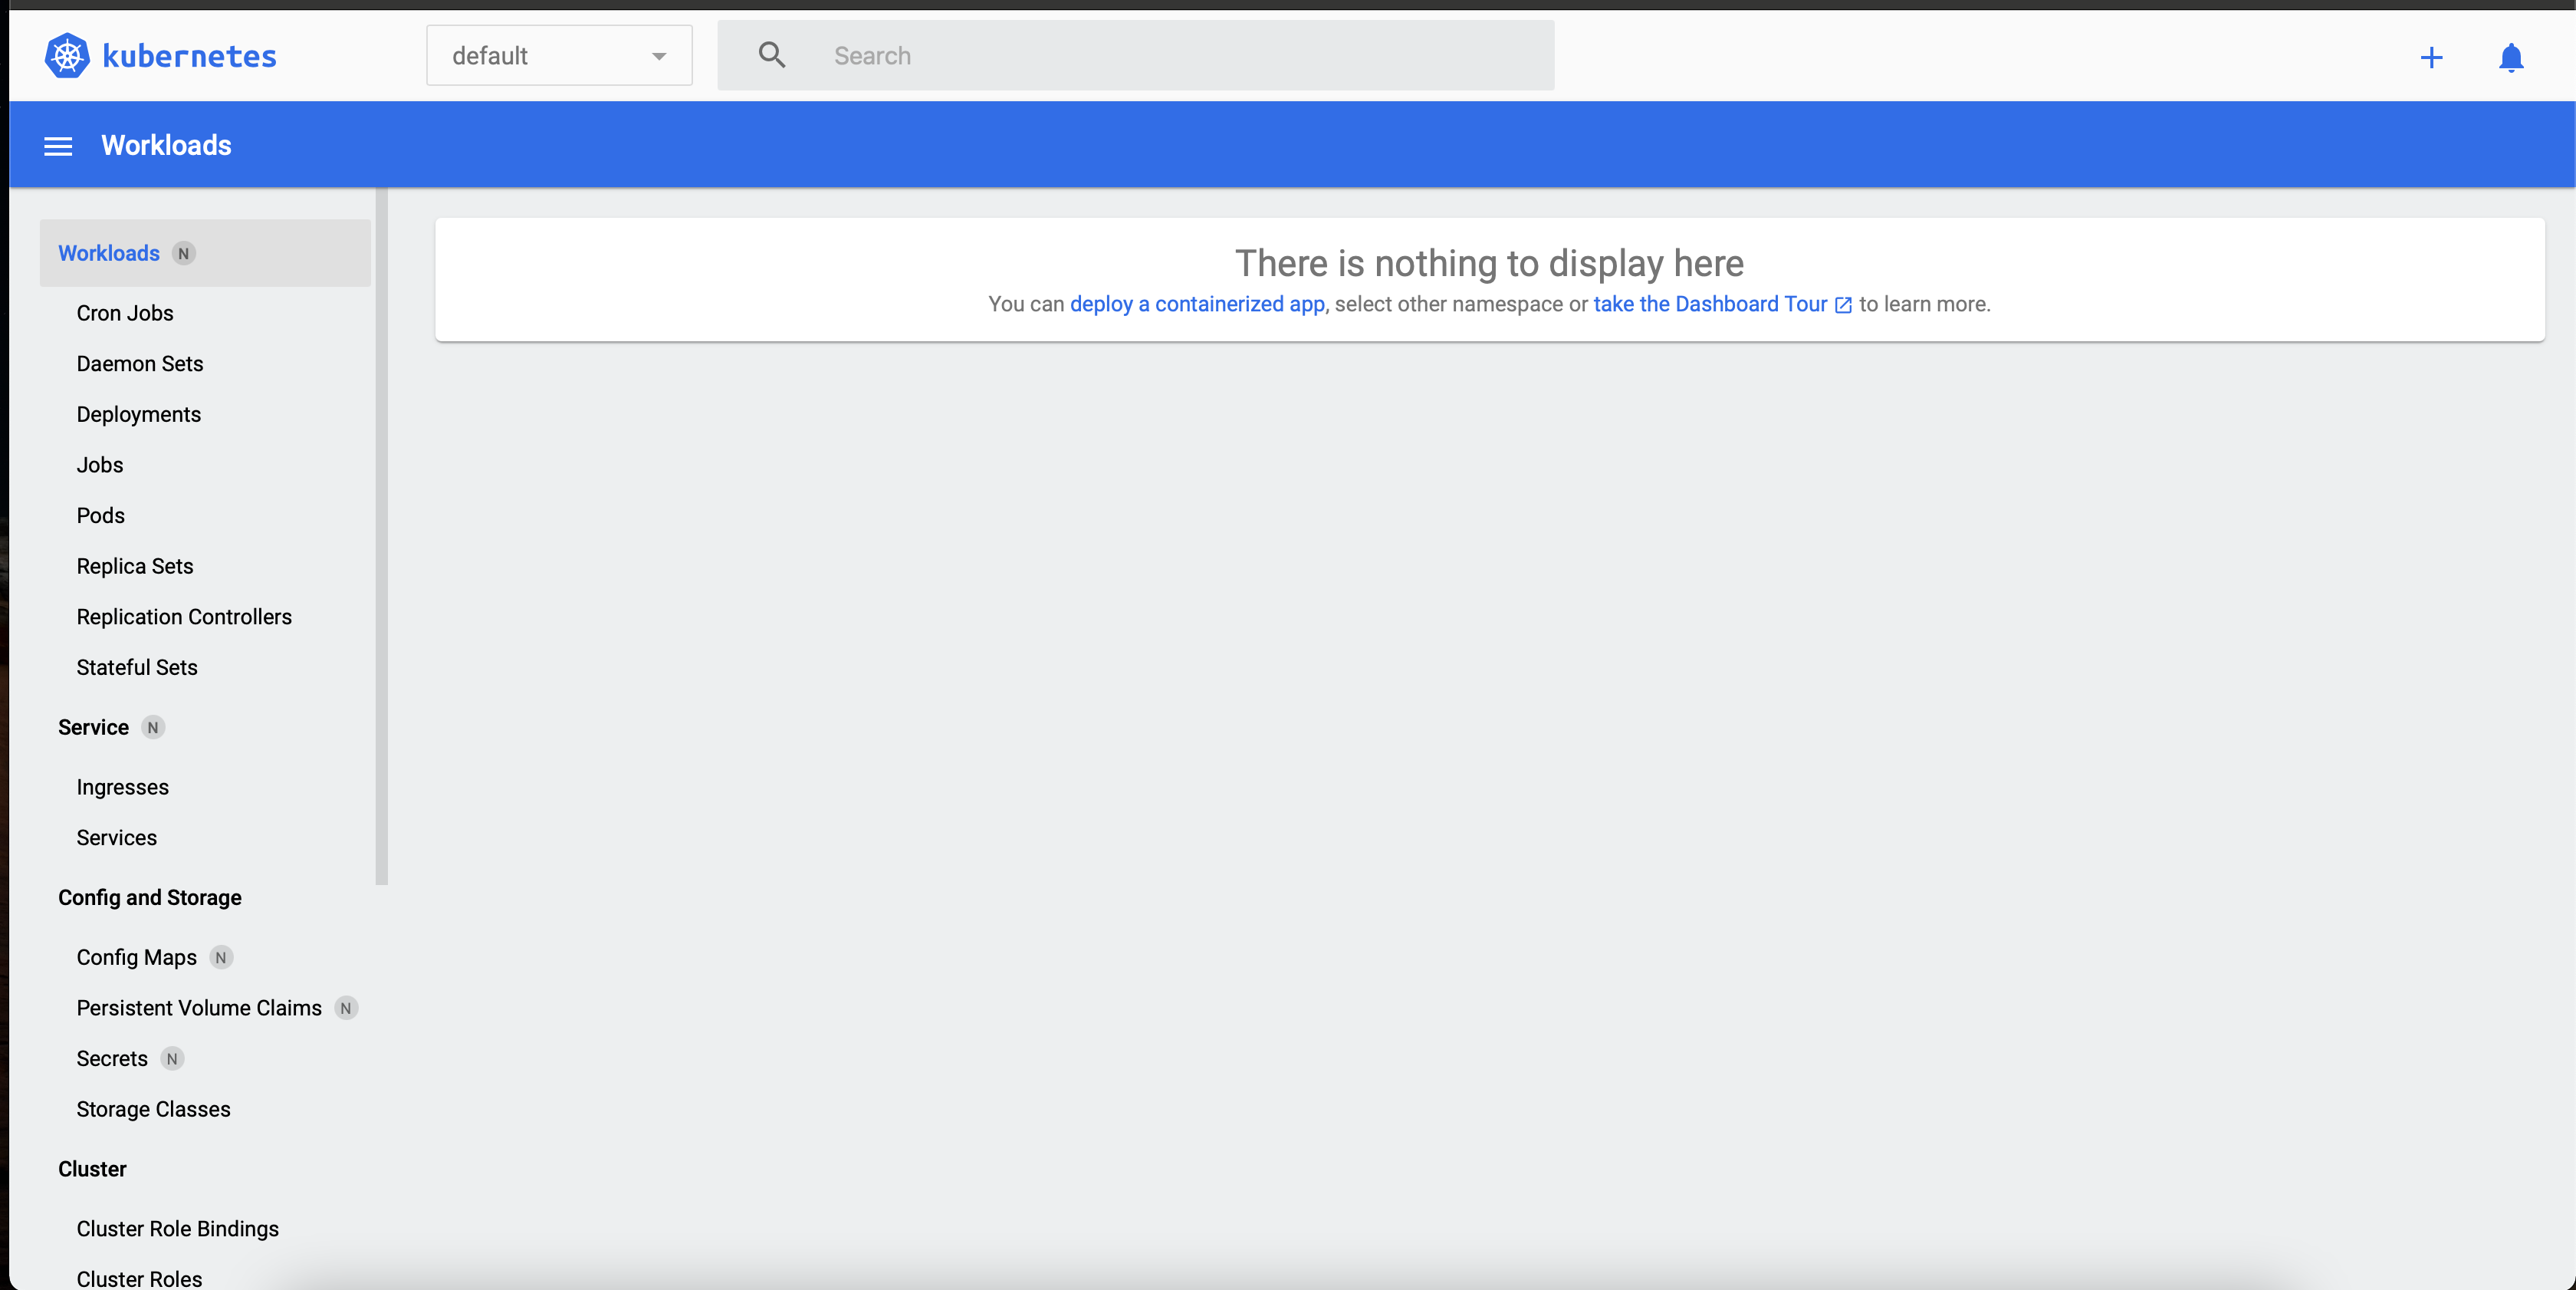 kubernetes
default
Search
Workloads
Workloads N
Cron Jobs
Daemon Sets
Deployments
Jobs
Pods
Replica Sets
Replication Controllers
Stateful Sets
Service N
Ingresses
Services
Config and Storage
Config Maps N
Persistent Volume Claims N
Secrets N
Storage Classes
Cluster
Cluster Role Bindings
Cluster Roles
There is nothing to display here
You can deploy a containerized app, select other namespace or take the Dashboard Tour to learn more.